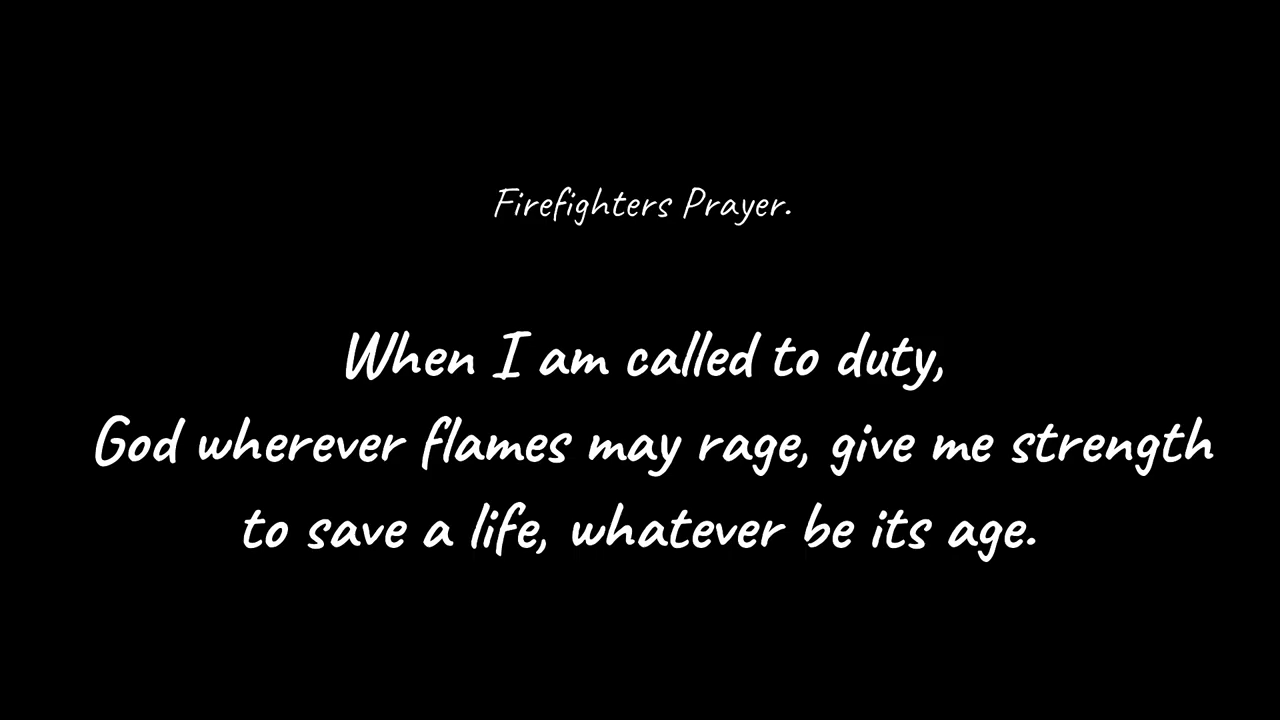 Firefighters Prayer.
When I am called to duty,
God wherever flames may rage, give me strength
to save a life, whatever be its age.